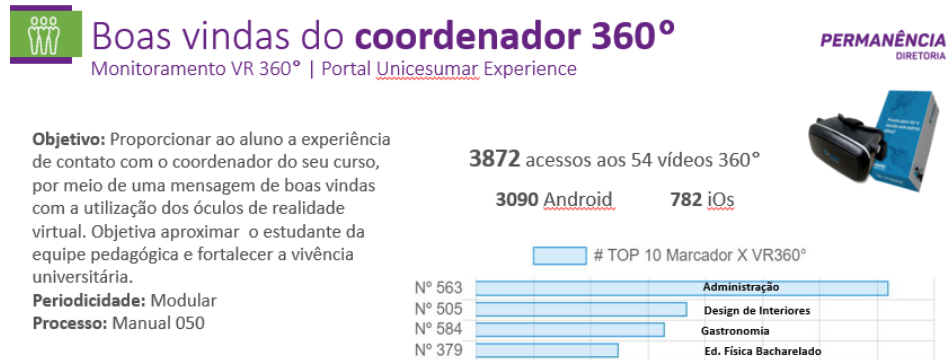 Boas vindas do coordenador 360º
Monitoramento VR 360° | Portal Unicesumar Experience
PERMANÊNCIA
DIRETORIA
Objetivo: Proporcionar ao aluno a experiência
de contato com o coordenador do seu curso,
por meio de uma mensagem de boas vindas
com a utilização dos óculos de realidade
virtual. Objetiva aproximar o estudante da
equipe pedagógica e fortalecer a vivência
universitária.
Periodicidade: Modular
Processo: Manual 050
3872 acessos aos 54 vídeos 360°
3090 Android 782 iOs
# TOP 10 Marcador X VR360°
Nº 563 Administração
Nº 505 Design de Interiores
Nº 584 Gastronomia
Nº 379 Ed. Física Bacharelado